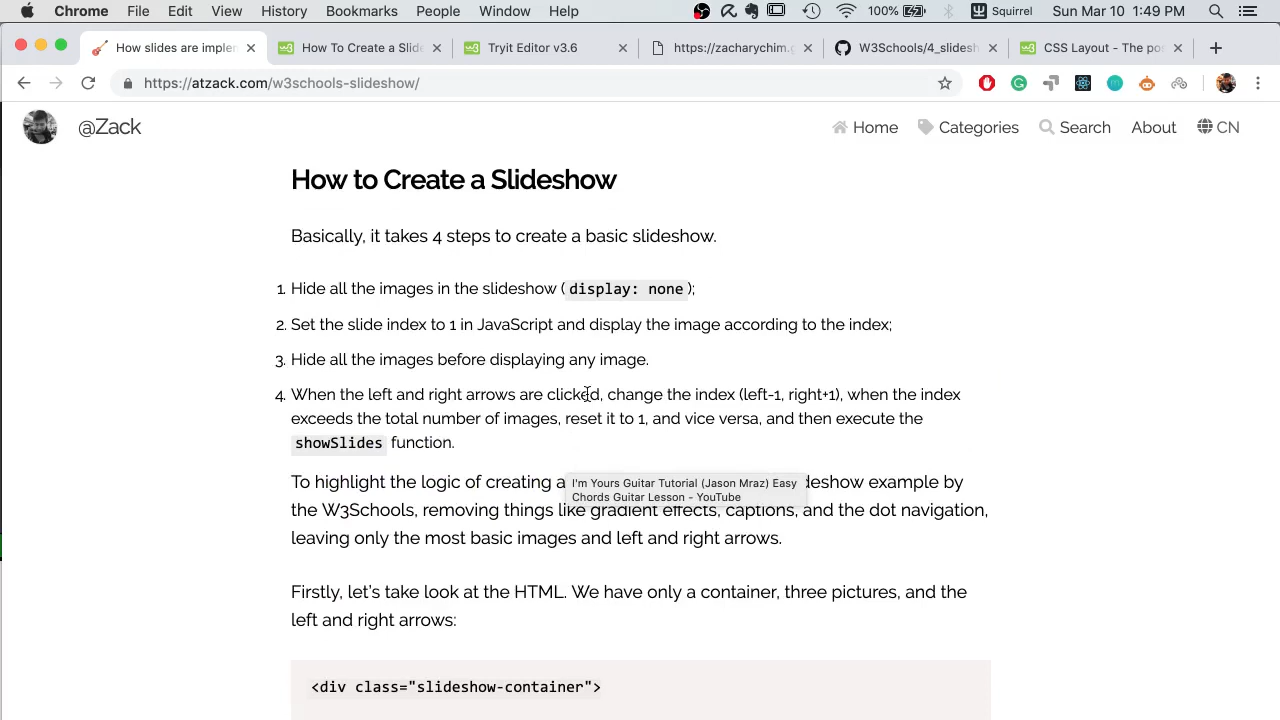 Chrome File Edit View History Bookmarks People Window Help 100% Squirrel Sun Mar 10 1:49 PM
How slides are implem How To Create a Slide Tryit Editor v3.6 https://zacharychim.g W3Schools/4_slidesh CSS Layout - The po
https://atzack.com/w3schools-slideshow/
@Zack Home Categories Search About CN
How to Create a Slideshow
Basically, it takes 4 steps to create a basic slideshow.
1. Hide all the images in the slideshow (display: none);
2. Set the slide index to 1 in JavaScript and display the image according to the index;
3. Hide all the images before displaying any image.
4. When the left and right arrows are clicked, change the index (left-1, right+1), when the index
exceeds the total number of images, reset it to 1, and vice versa, and then execute the
showSlides function.
To highlight the logic of creating a deshow example by
I'm Yours Guitar Tutorial (Jason Mraz) Easy
Chords Guitar Lesson - YouTube
the W3Schools, removing things like gradient effects, captions, and the dot navigation,
leaving only the most basic images and left and right arrows.
Firstly, let's take look at the HTML. We have only a container, three pictures, and the
left and right arrows:
<div class="slideshow-container">